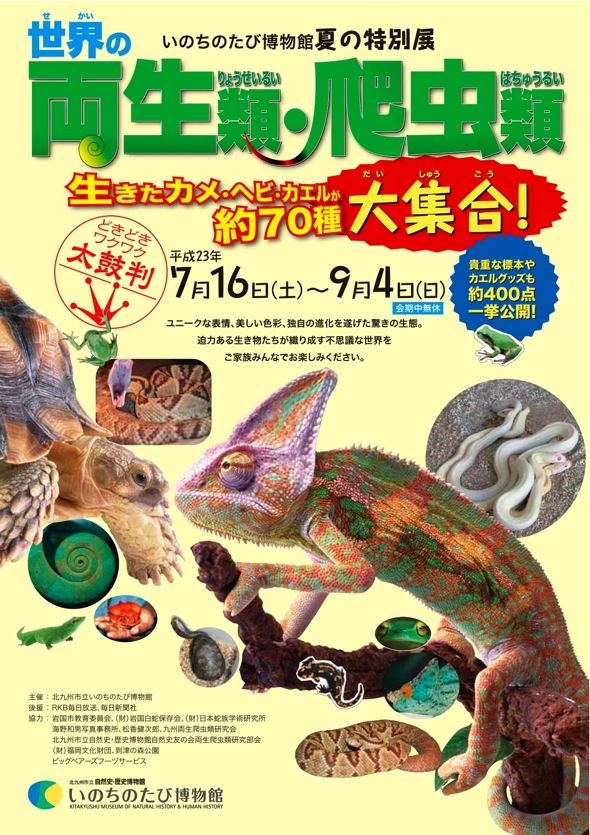 いのちのたび博物館夏の特別展
せ かい
世界の
りょうせいるい はちゅうるい
両生類・爬虫類
生きたカメ・ヘビ・カエルが
約70種
だい しゅう ごう
大集合!
どきどき
ワクワク
太鼓判
平成23年
7月16日(土)～9月4日(日)
会期中無休
貴重な標本や
カエルグッズも
約400点
一挙公開!
ユニークな表情、美しい色彩、独自の進化を遂げた驚きの生態。
迫力ある生き物たちが織り成す不思議な世界を
ご家族みんなでお楽しみください。
主催：北九州市立いのちのたび博物館
後援：RKB毎日放送、毎日新聞社
協力：岩国市教育委員会、(財)岩国白蛇保存会、(財)日本蛇族学術研究所
海野和男写真事務所、松香健次郎、九州両生爬虫類研究会
北九州市立自然史・歴史博物館自然史友の会両生爬虫類研究部会
(財)福岡文化財団、到津の森公園
ビッグベアーズフーヅサービス
北九州市立 自然史・歴史博物館
いのちのたび博物館
KITAKYUSHU MUSEUM OF NATURAL HISTORY & HUMAN HISTORY